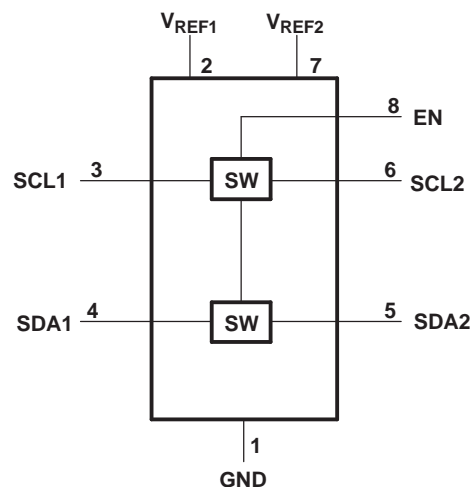 VREF1 VREF2
2 7
8 EN
SCL1 3 SW 6 SCL2
SDA1 4 SW 5 SDA2
1
GND